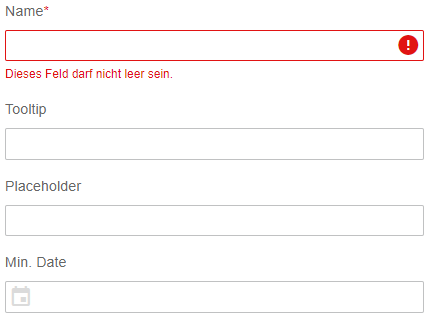 Name*
Dieses Feld darf nicht leer sein.
Tooltip
Placeholder
Min. Date